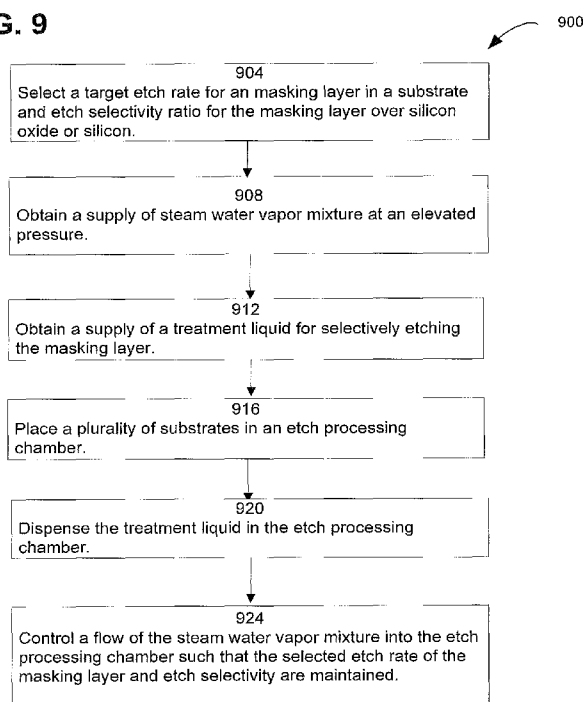 G. 9
900
904
Select a target etch rate for an masking layer in a substrate
and etch selectivity ratio for the masking layer over silicon
oxide or silicon.
908
Obtain a supply of steam water vapor mixture at an elevated
pressure.
912
Obtain a supply of a treatment liquid for selectively etching
the masking layer.
916
Place a plurality of substrates in an etch processing
chamber.
920
Dispense the treatment liquid in the etch processing
chamber.
924
Control a flow of the steam water vapor mixture into the etch
processing chamber such that the selected etch rate of the
masking layer and etch selectivity are maintained.